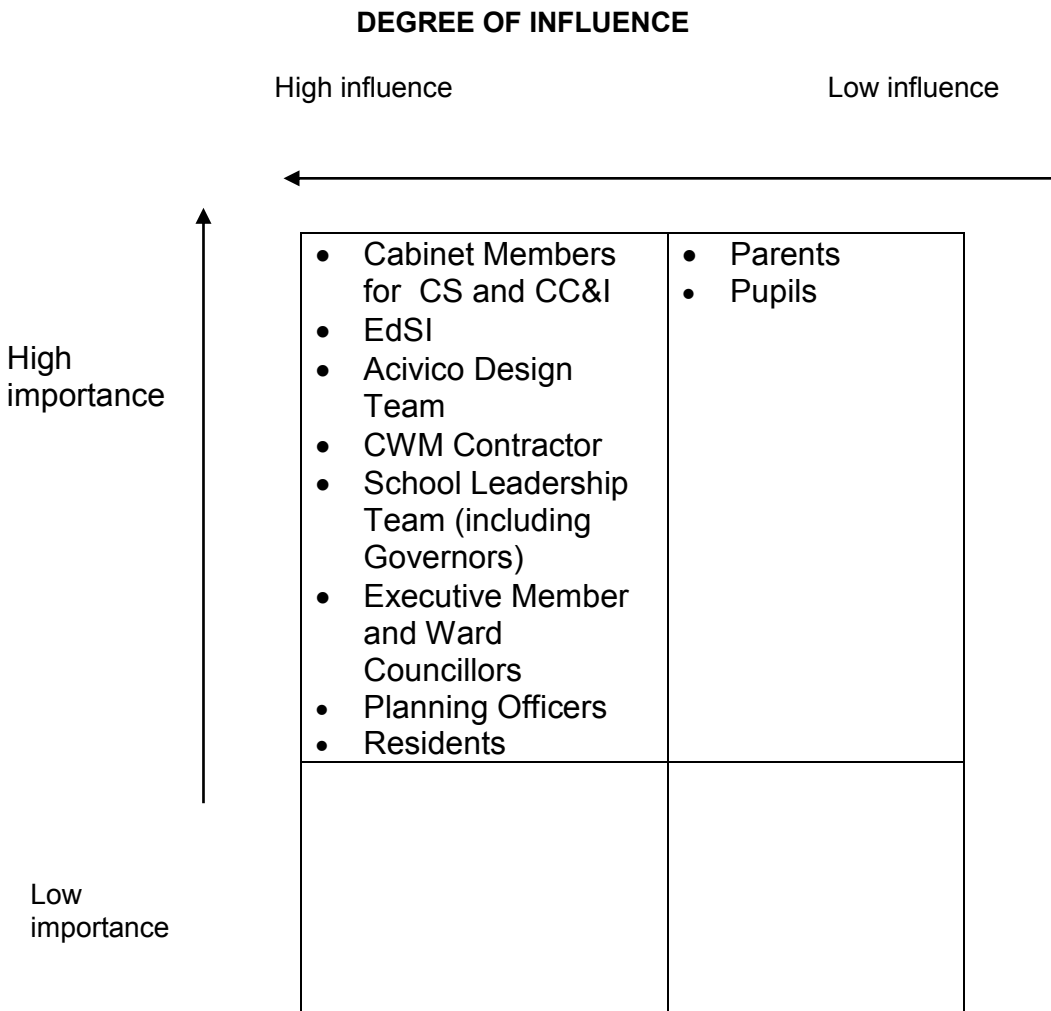 DEGREE OF INFLUENCE
High influence Low influence
High
importance
• Cabinet Members
for CS and CC&I
• EdSI
• Acivico Design
Team
• CWM Contractor
• School Leadership
Team (including
Governors)
• Executive Member
and Ward
Councillors
• Planning Officers
• Residents
• Parents
• Pupils
Low
importance